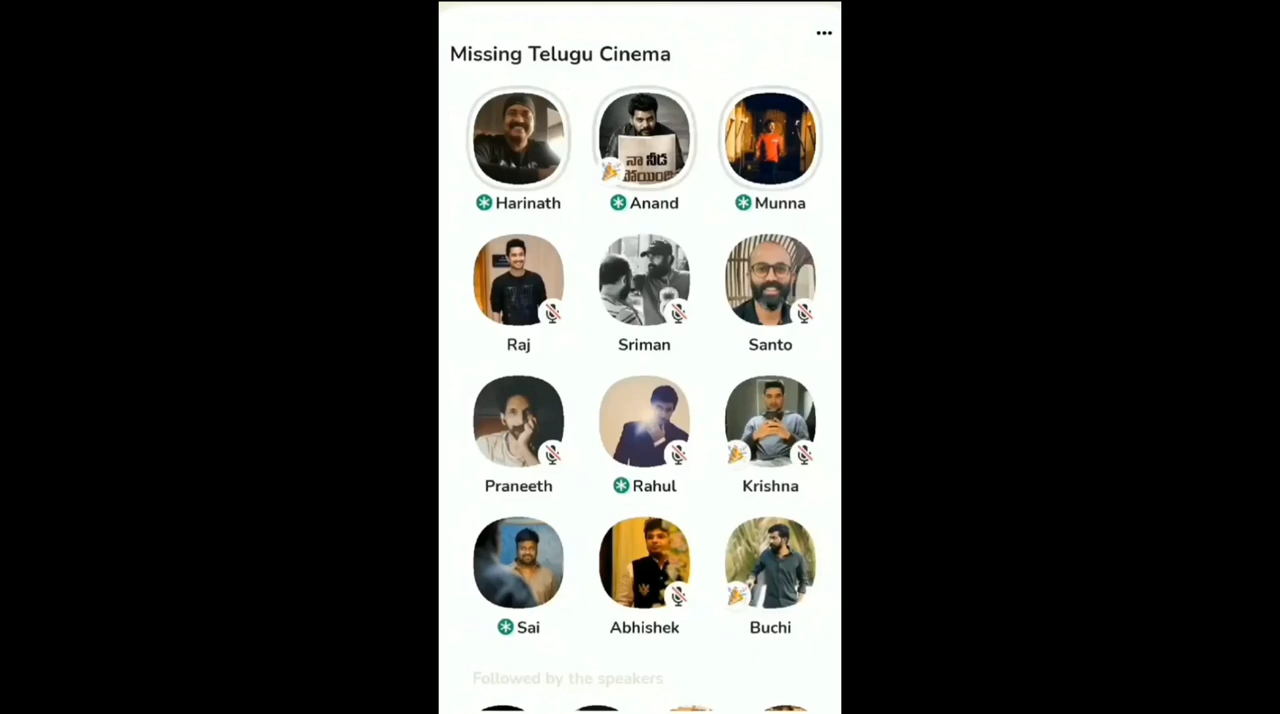 Missing Telugu Cinema
నా నీడ
పోయింది
Harinath
Anand
Munna
Raj
Sriman
Santo
Praneeth
Rahul
Krishna
Sai
Abhishek
Buchi
Followed by the speakers